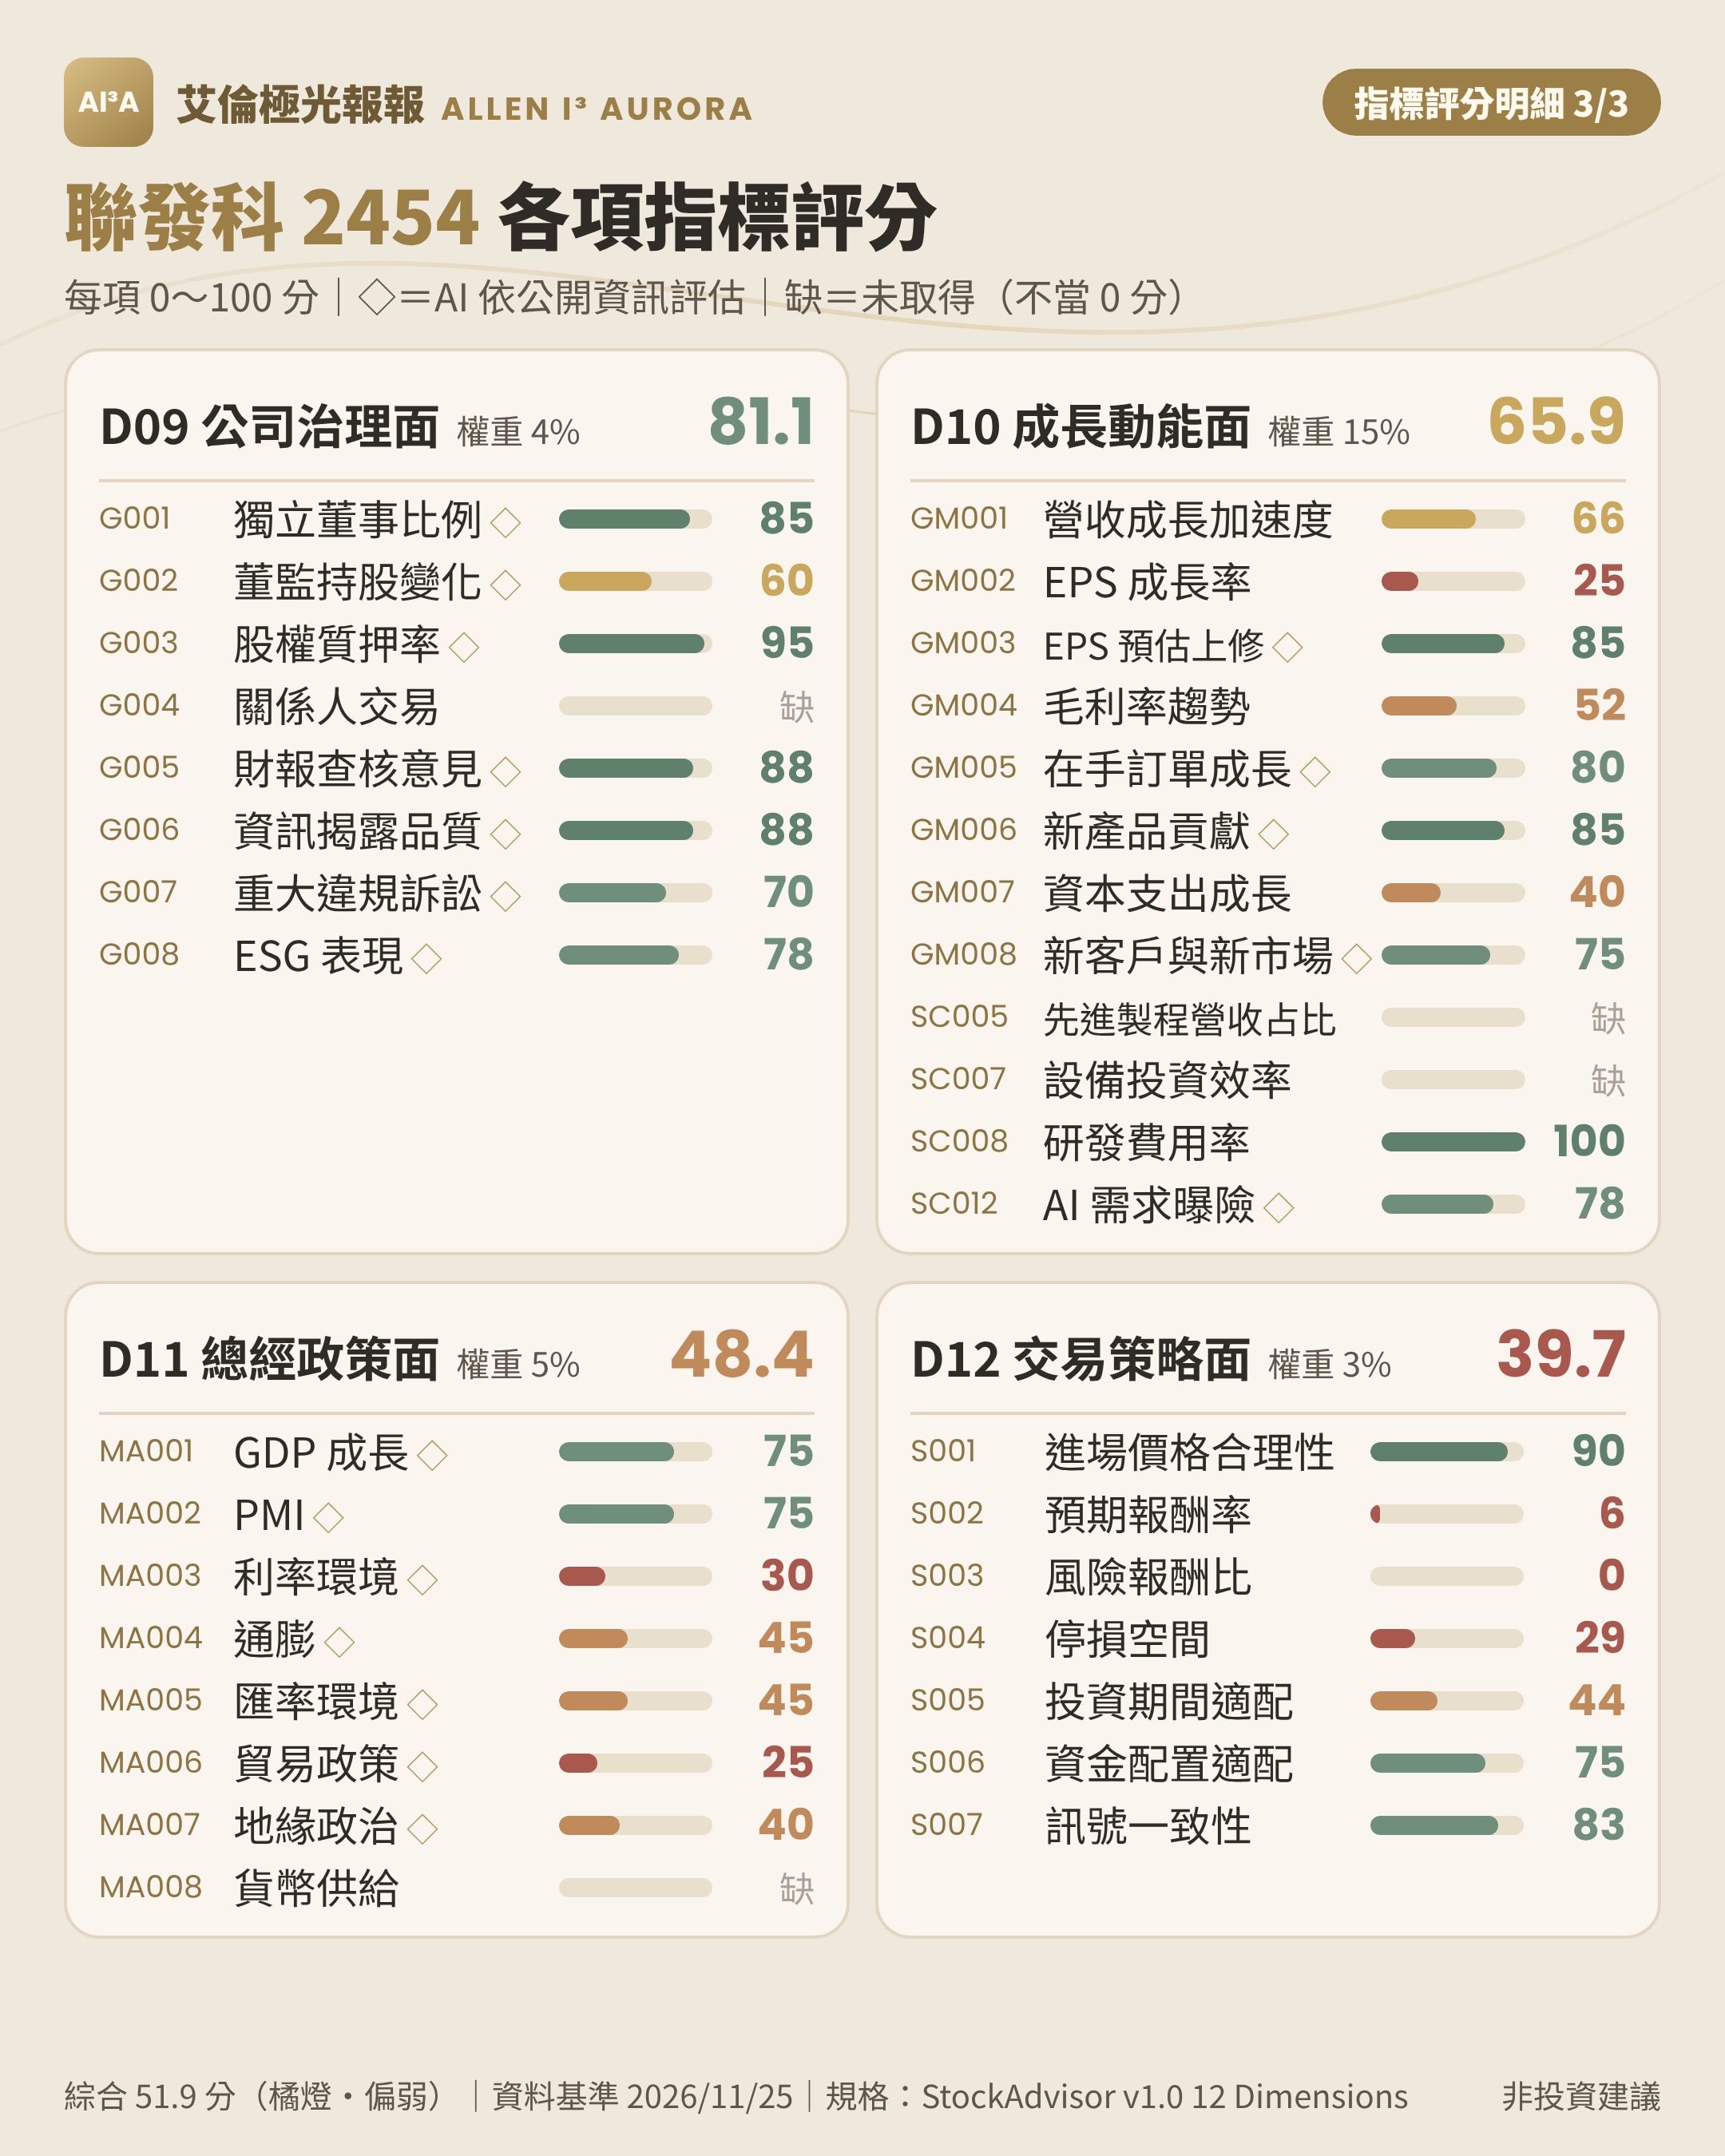 AI³A 艾倫極光報報 ALLEN I³ AURORA
指標評分明細 3/3
聯發科 2454 各項指標評分
每項 0～100 分｜◇＝AI 依公開資訊評估｜缺＝未取得（不當 0 分）
D09 公司治理面 權重 4% 81.1
G001 獨立董事比例 ◇ 85
G002 董監持股變化 ◇ 60
G003 股權質押率 ◇ 95
G004 關係人交易 缺
G005 財報查核意見 ◇ 88
G006 資訊揭露品質 ◇ 88
G007 重大違規訴訟 ◇ 70
G008 ESG 表現 ◇ 78
D10 成長動能面 權重 15% 65.9
GM001 營收成長加速度 66
GM002 EPS 成長率 25
GM003 EPS 預估上修 ◇ 85
GM004 毛利率趨勢 52
GM005 在手訂單成長 ◇ 80
GM006 新產品貢獻 ◇ 85
GM007 資本支出成長 40
GM008 新客戶與新市場 ◇ 75
SC005 先進製程營收占比 缺
SC007 設備投資效率 缺
SC008 研發費用率 100
SC012 AI 需求曝險 ◇ 78
D11 總經政策面 權重 5% 48.4
MA001 GDP 成長 ◇ 75
MA002 PMI ◇ 75
MA003 利率環境 ◇ 30
MA004 通膨 ◇ 45
MA005 匯率環境 ◇ 45
MA006 貿易政策 ◇ 25
MA007 地緣政治 ◇ 40
MA008 貨幣供給 缺
D12 交易策略面 權重 3% 39.7
S001 進場價格合理性 90
S002 預期報酬率 6
S003 風險報酬比 0
S004 停損空間 29
S005 投資期間適配 44
S006 資金配置適配 75
S007 訊號一致性 83
綜合 51.9 分（橘燈・偏弱）｜資料基準 2026/11/25｜規格：StockAdvisor v1.0 12 Dimensions
非投資建議